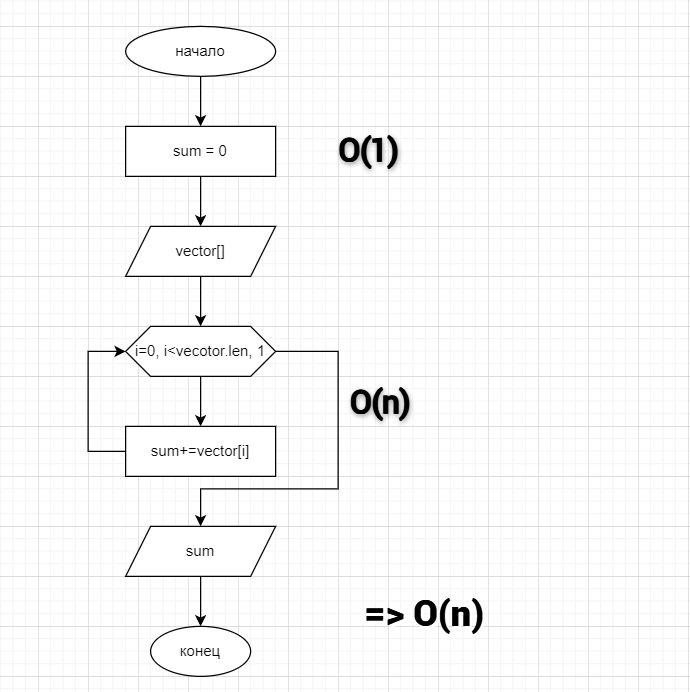 начало
sum = 0
O(1)
vector[]
i=0, i<vecotor.len, 1
O(n)
sum+=vector[i]
sum
=> O(n)
конец